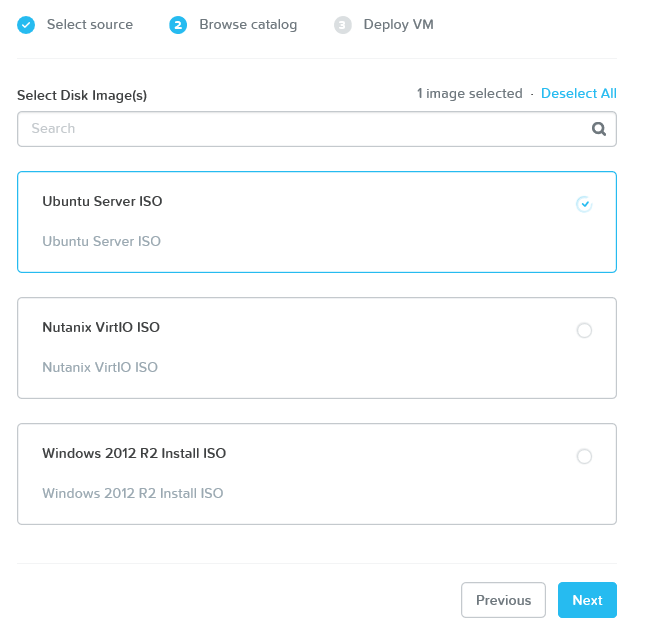 Select source
2 Browse catalog
3 Deploy VM
Select Disk Image(s)
1 image selected - Deselect All
Search
Ubuntu Server ISO
Ubuntu Server ISO
Nutanix VirtIO ISO
Nutanix VirtIO ISO
Windows 2012 R2 Install ISO
Windows 2012 R2 Install ISO
Previous
Next